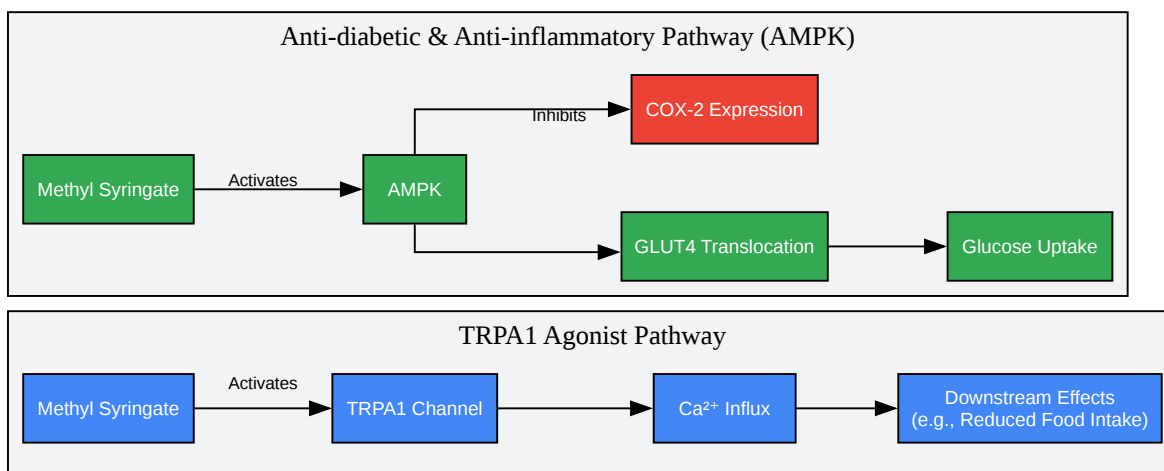 Anti-diabetic & Anti-inflammatory Pathway (AMPK)
COX-2 Expression
Inhibits
Methyl Syringate
Activates
AMPK
GLUT4 Translocation
Glucose Uptake
TRPA1 Agonist Pathway
Methyl Syringate
Activates
TRPA1 Channel
Ca²⁺ Influx
Downstream Effects
(e.g., Reduced Food Intake)